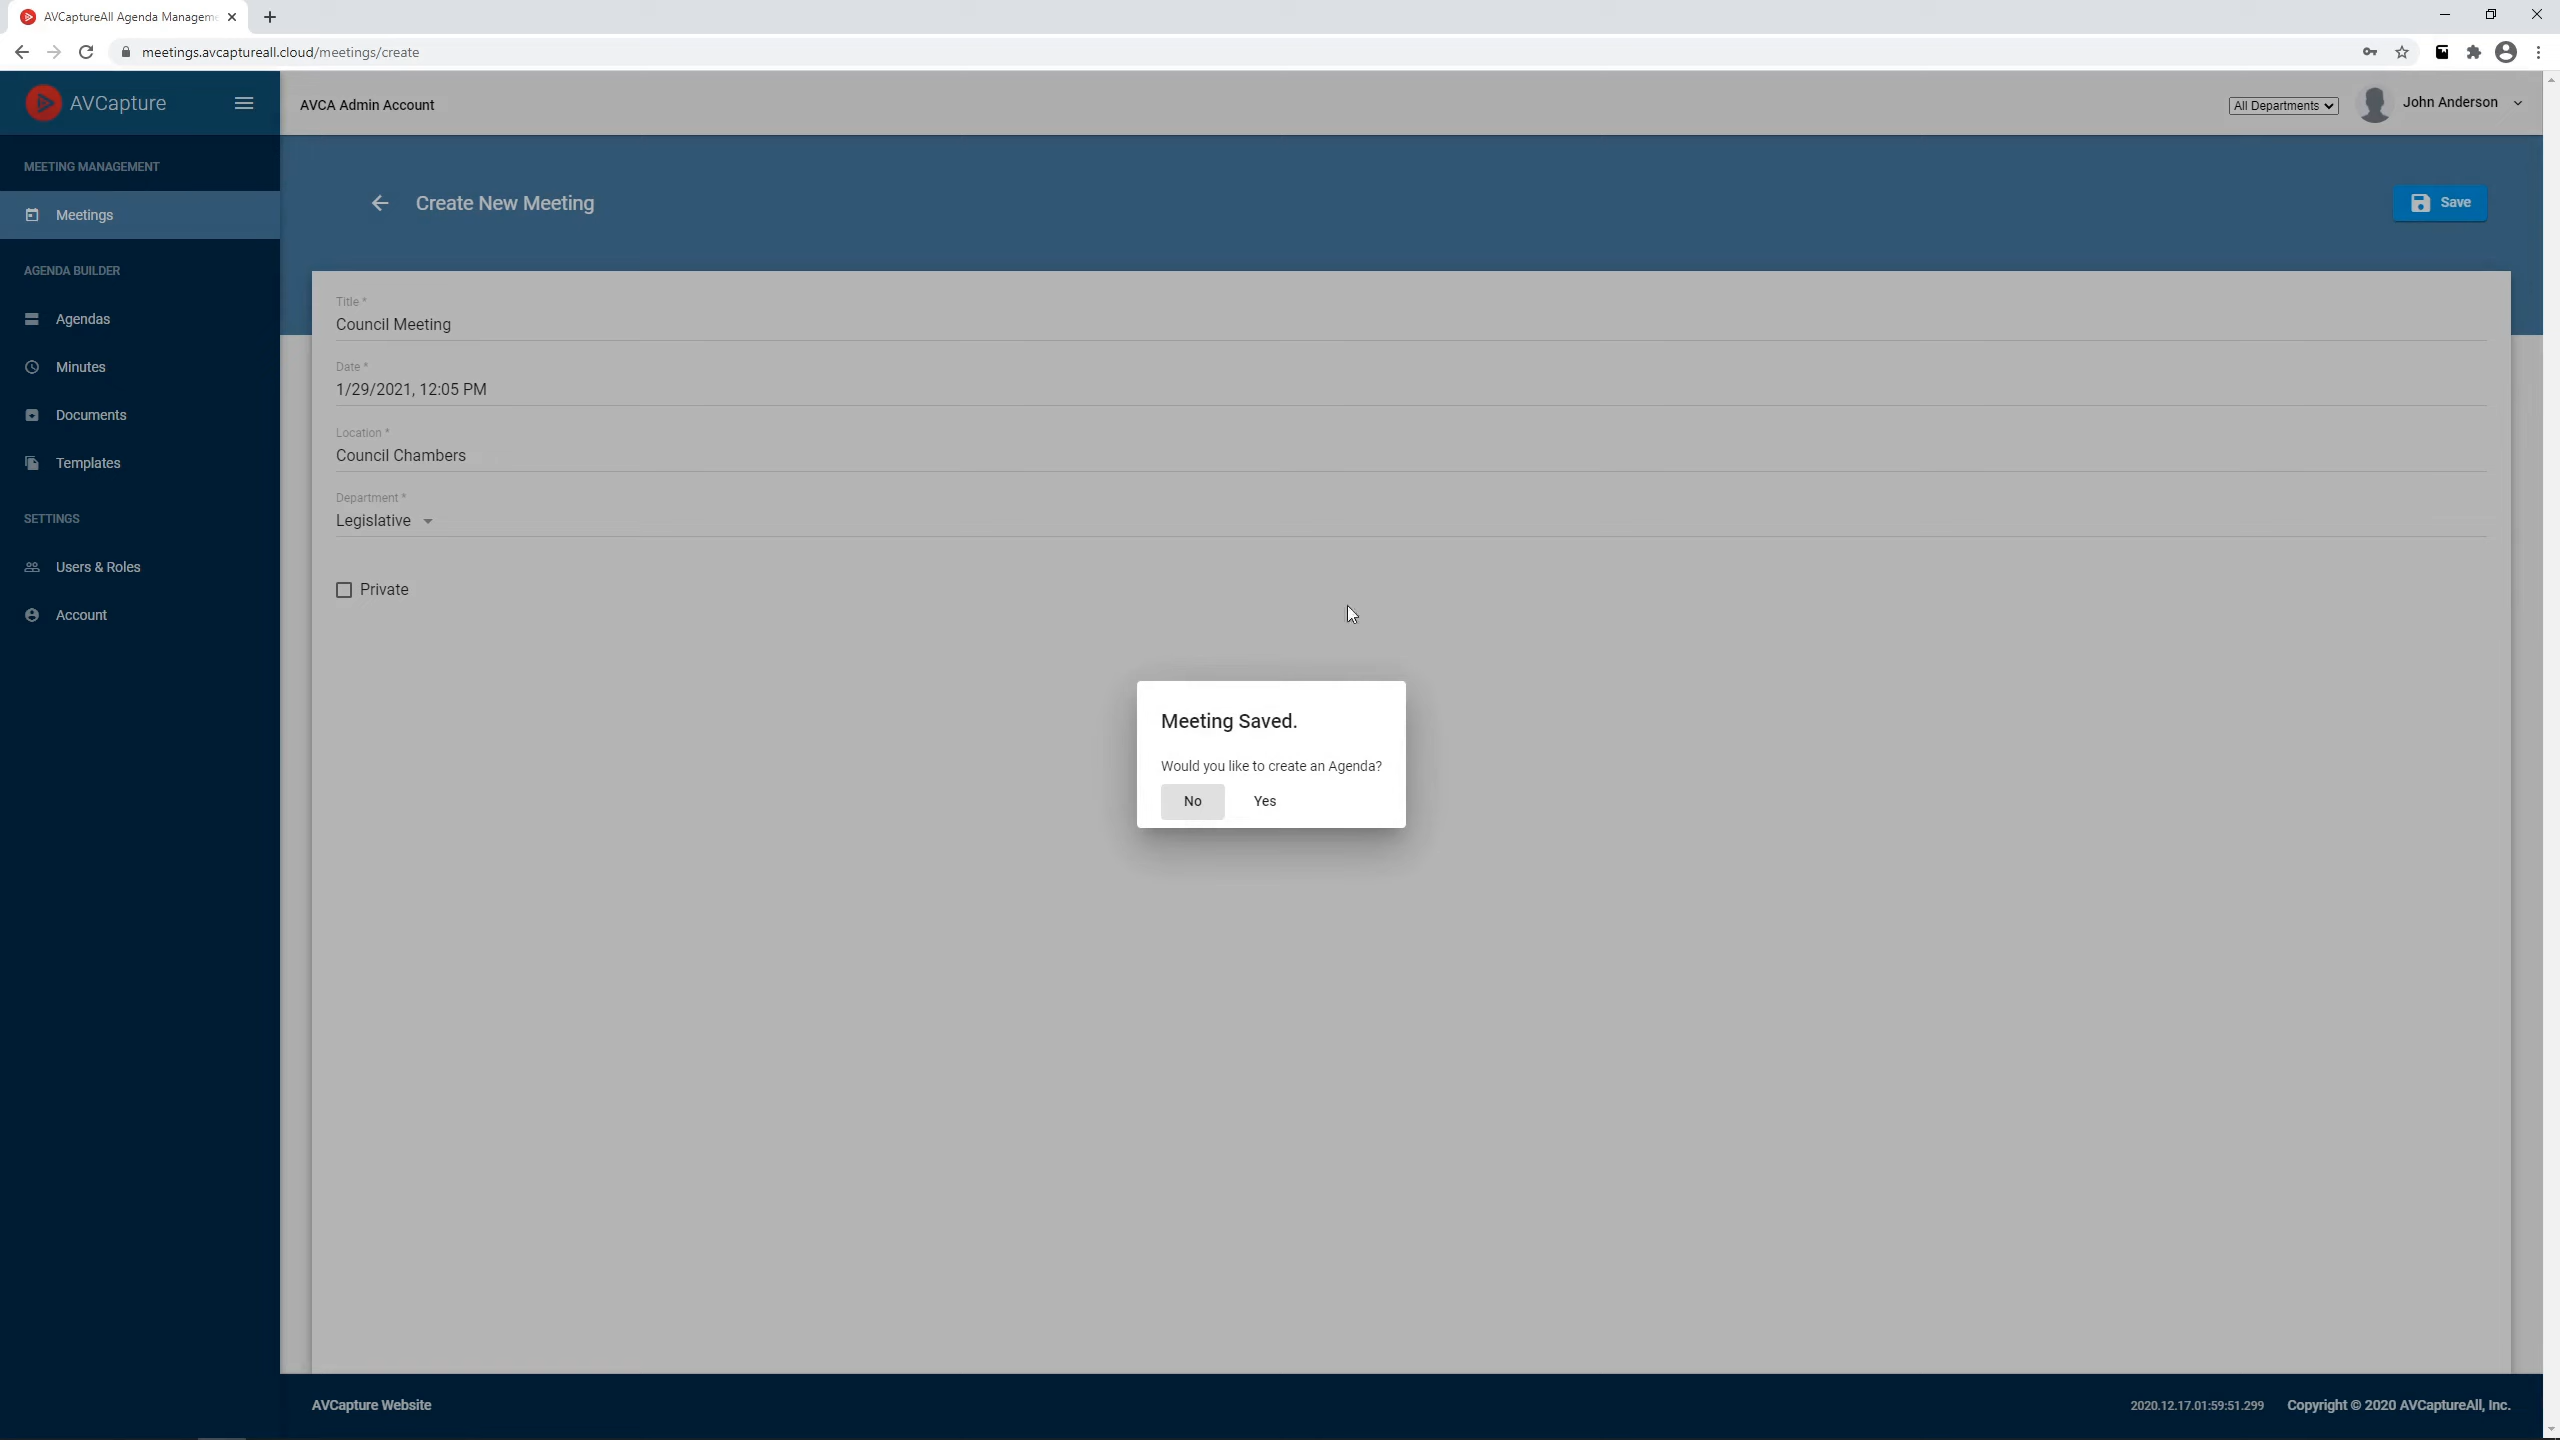 AVCaptureAll Agenda Manageme
meetings.avcaptureall.cloud/meetings/create
AVCapture
AVCA Admin Account
All Departments
John Anderson
MEETING MANAGEMENT
Meetings
AGENDA BUILDER
Agendas
Minutes
Documents
Templates
SETTINGS
Users & Roles
Account
Create New Meeting
Save
Title *
Council Meeting
Date *
1/29/2021, 12:05 PM
Location *
Council Chambers
Department *
Legislative
Private
Meeting Saved.
Would you like to create an Agenda?
No
Yes
AVCapture Website
2020.12.17.01:59:51.299
Copyright © 2020 AVCaptureAll, Inc.